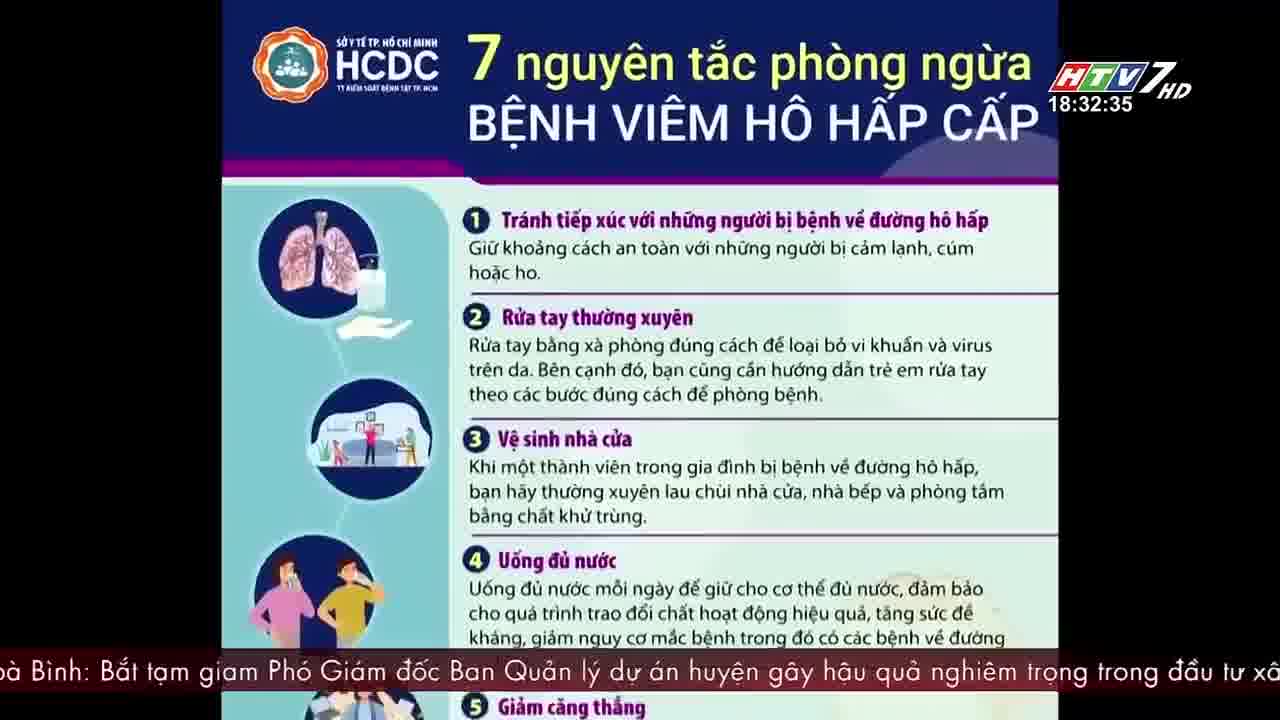 SỞ Y TẾ TP. HỒ CHÍ MINH
HCDC
TT KIỂM SOÁT BỆNH TẬT TP. HCM
7 nguyên tắc phòng ngừa
BỆNH VIÊM HÔ HẤP CẤP
HTV7 HD
18:32:35
1 Tránh tiếp xúc với những người bị bệnh về đường hô hấp
Giữ khoảng cách an toàn với những người bị cảm lạnh, cúm
hoặc ho.
2 Rửa tay thường xuyên
Rửa tay bằng xà phòng đúng cách để loại bỏ vi khuẩn và virus
trên da. Bên cạnh đó, bạn cũng cần hướng dẫn trẻ em rửa tay
theo các bước đúng cách để phòng bệnh.
3 Vệ sinh nhà cửa
Khi một thành viên trong gia đình bị bệnh về đường hô hấp,
bạn hãy thường xuyên lau chùi nhà cửa, nhà bếp và phòng tắm
bằng chất khử trùng.
4 Uống đủ nước
Uống đủ nước mỗi ngày để giữ cho cơ thể đủ nước, đảm bảo
cho quá trình trao đổi chất hoạt động hiệu quả, tăng sức đề
kháng, giảm nguy cơ mắc bệnh trong đó có các bệnh về đường
oà Bình: Bắt tạm giam Phó Giám đốc Ban Quản lý dự án huyện gây hậu quả nghiêm trọng trong đầu tư xâ
5 Giảm căng thẳng